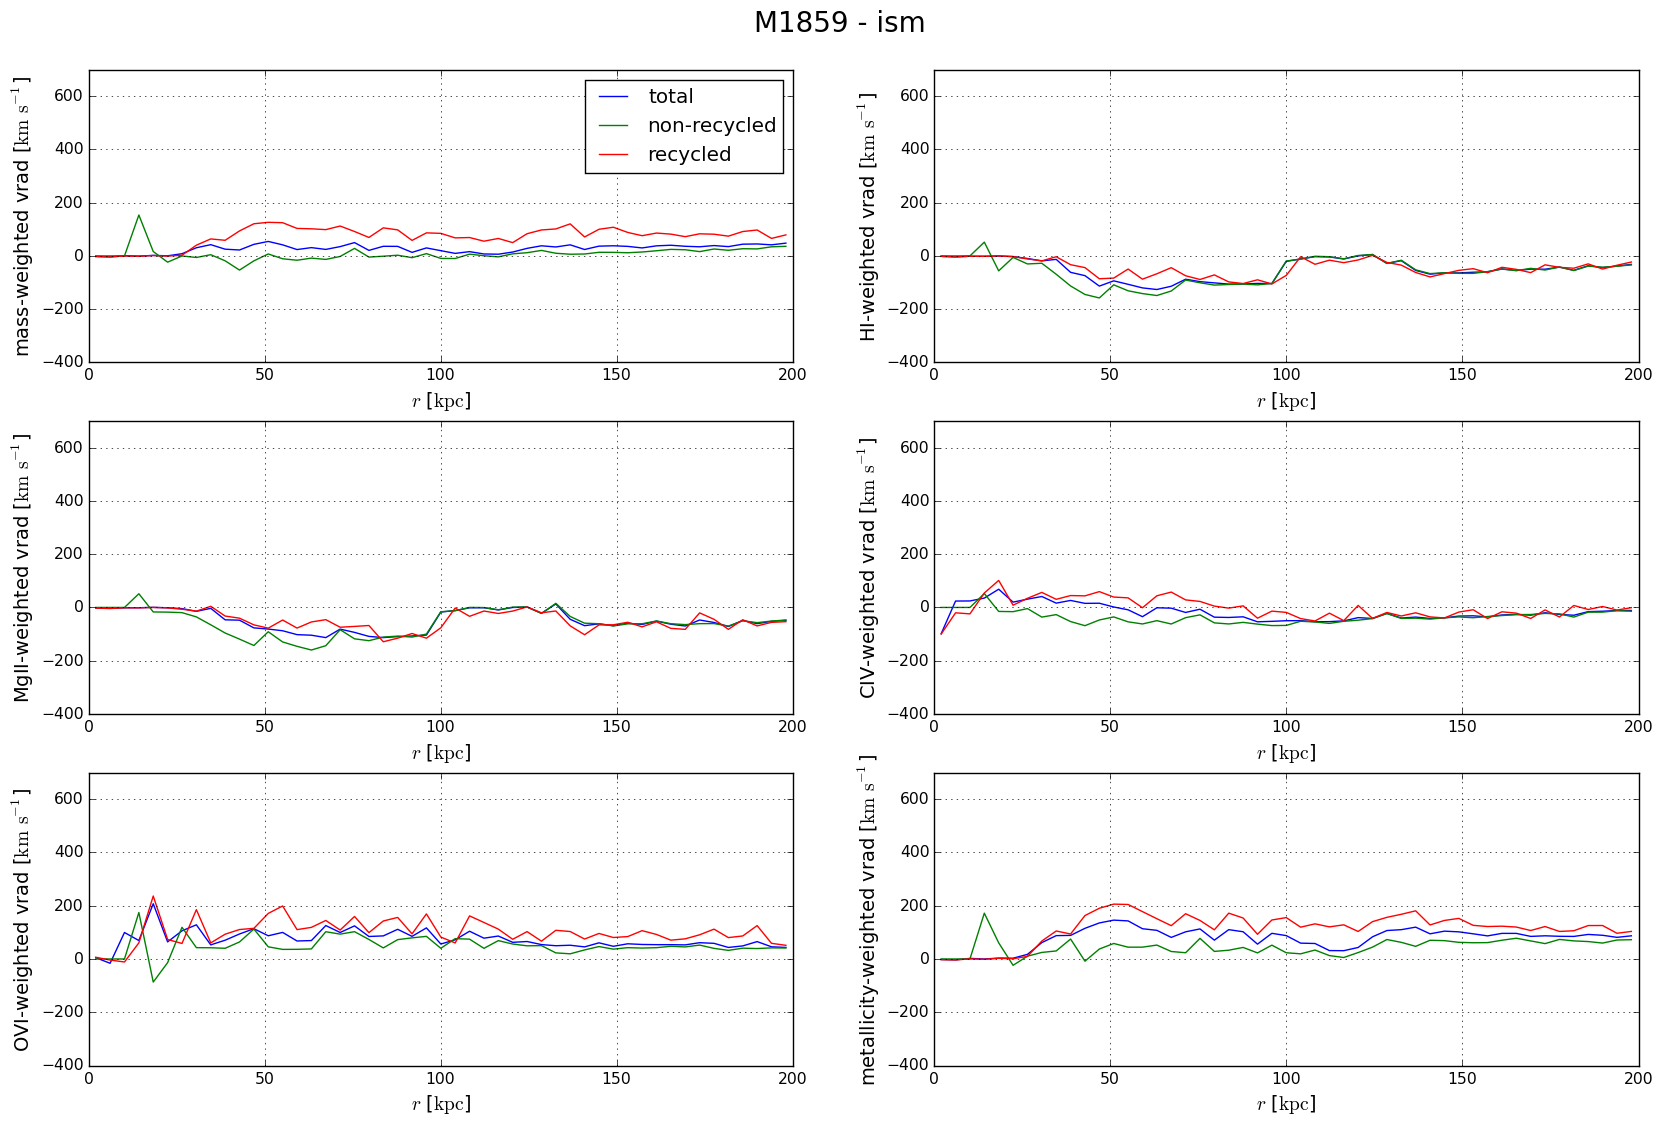 M1859 - ism
mass-weighted vrad [km s⁻¹]
600
400
200
0
−200
−400
0 50 100 150 200
r [kpc]
total
non-recycled
recycled
HI-weighted vrad [km s⁻¹]
600
400
200
0
−200
−400
0 50 100 150 200
r [kpc]
MgII-weighted vrad [km s⁻¹]
600
400
200
0
−200
−400
0 50 100 150 200
r [kpc]
CIV-weighted vrad [km s⁻¹]
600
400
200
0
−200
−400
0 50 100 150 200
r [kpc]
OVI-weighted vrad [km s⁻¹]
600
400
200
0
−200
−400
0 50 100 150 200
r [kpc]
metallicity-weighted vrad [km s⁻¹]
600
400
200
0
−200
−400
0 50 100 150 200
r [kpc]